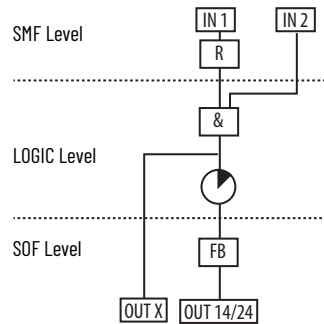 IN 1 IN 2
SMF Level
R
&
LOGIC Level
SOF Level
FB
OUT X OUT 14/24